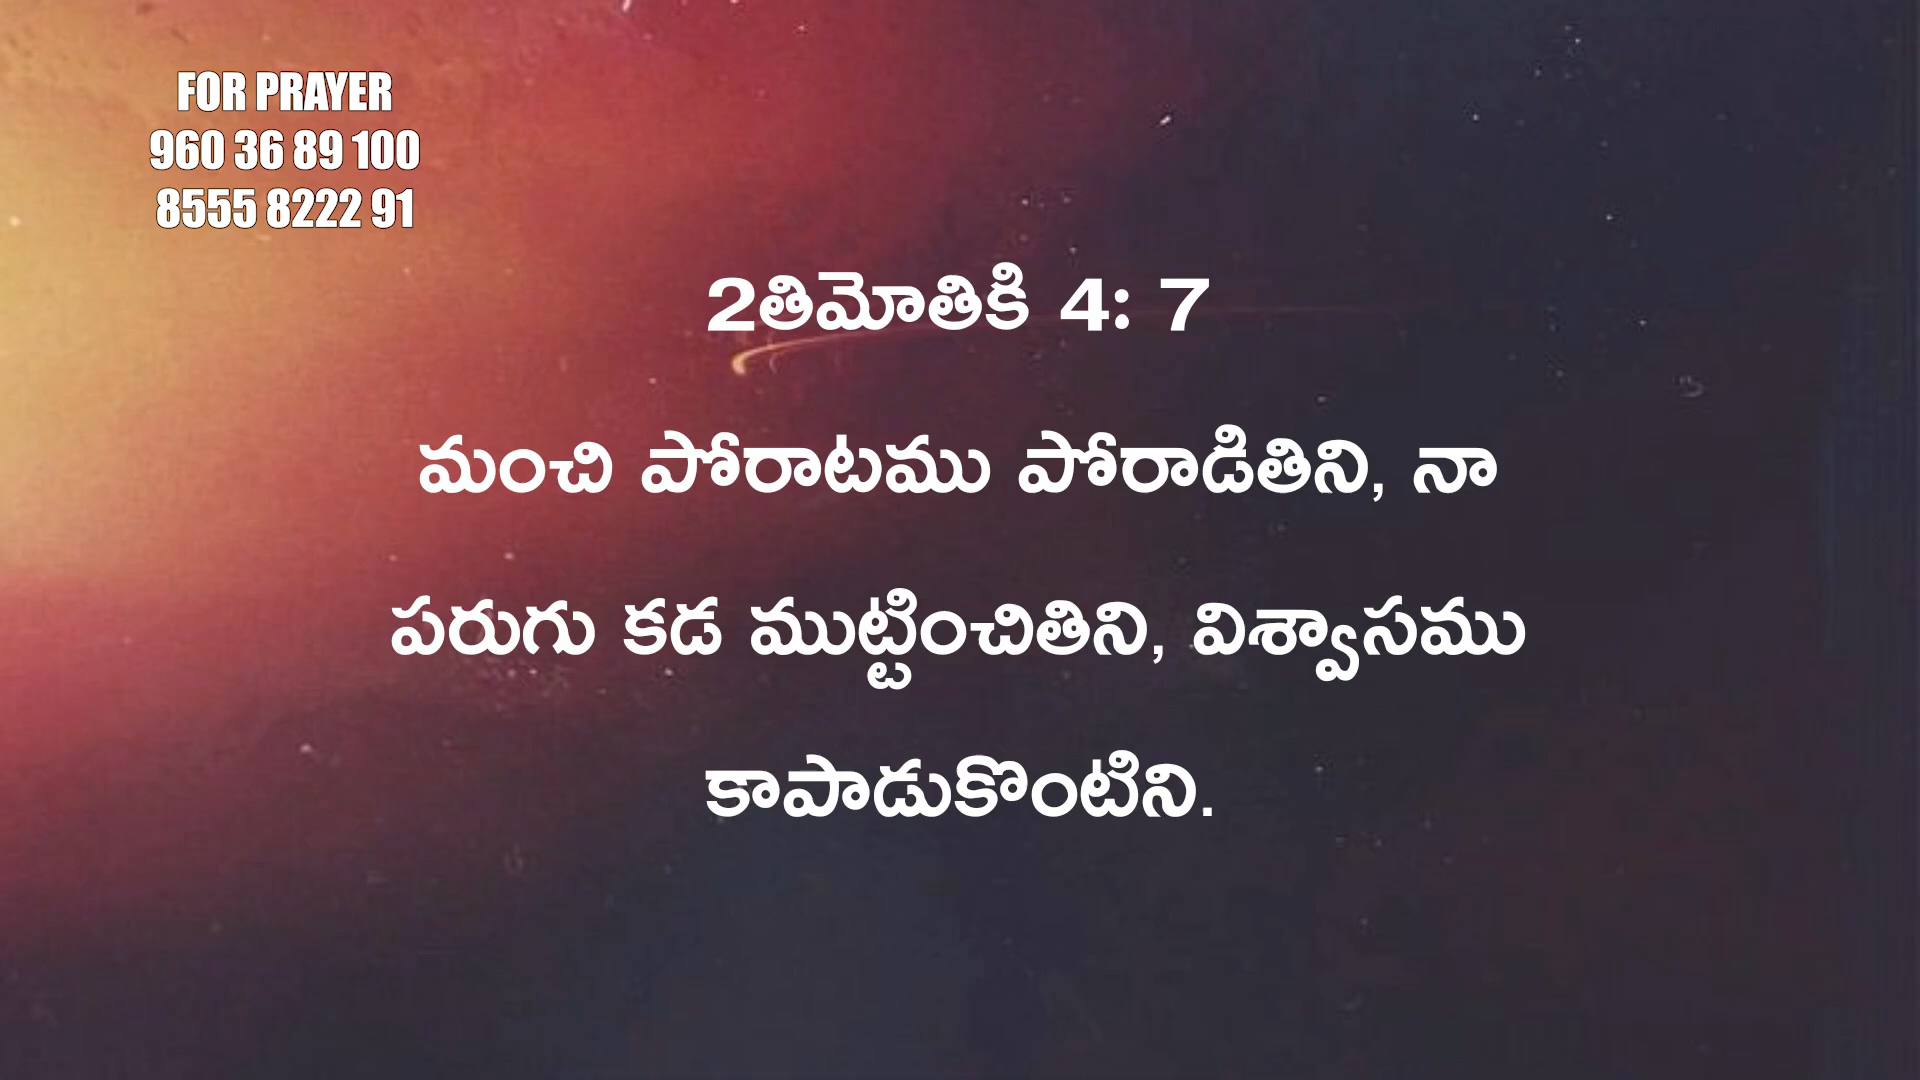 FOR PRAYER
960 36 89 100
8555 8222 91
2తిమోతికి 4: 7
మంచి పోరాటము పోరాడితిని, నా
పరుగు కడ ముట్టించితిని, విశ్వాసము
కాపాడుకొంటిని.